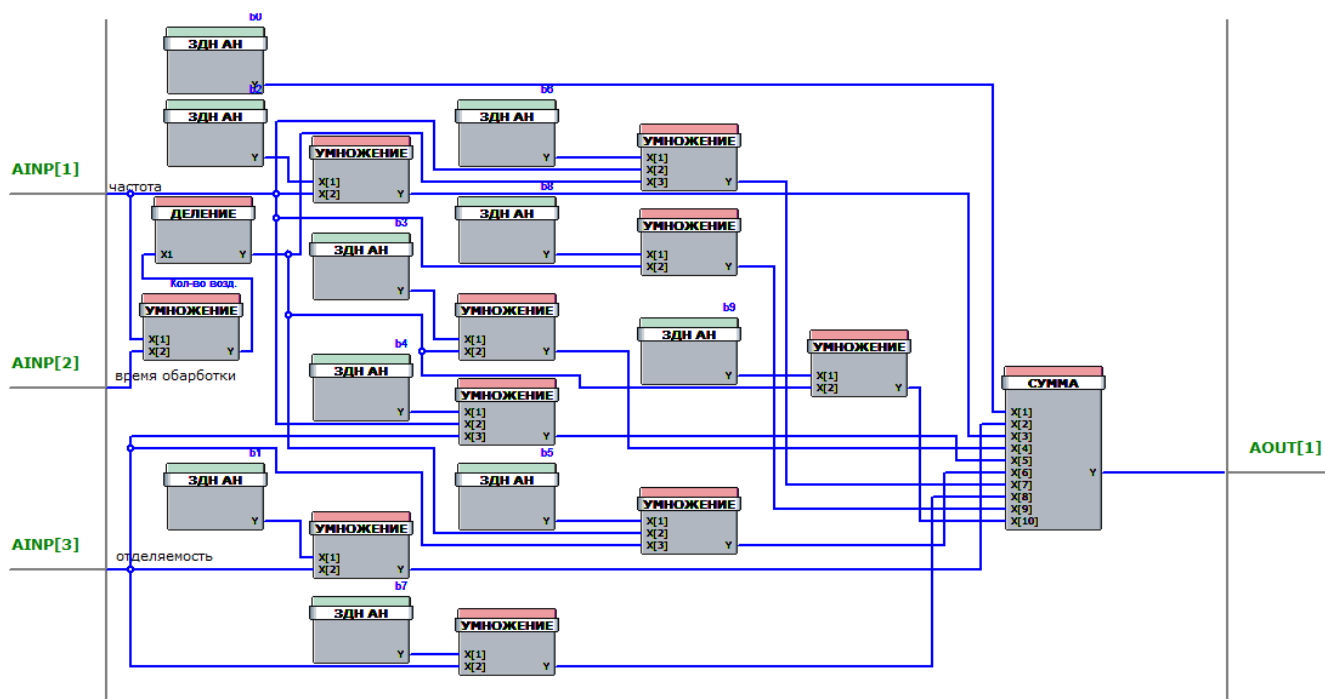 b0
ЗДН АН
Y
b2
ЗДН АН
Y
b6
ЗДН АН
Y
УМНОЖЕНИЕ
X[1]
X[2]
X[3]
Y
УМНОЖЕНИЕ
X[1]
X[2]
Y
AINP[1]
частота
ДЕЛЕНИЕ
X1
Y
b8
ЗДН АН
Y
УМНОЖЕНИЕ
X[1]
X[2]
Y
b3
ЗДН АН
Y
Кол-во возд.
УМНОЖЕНИЕ
X[1]
X[2]
Y
УМНОЖЕНИЕ
X[1]
X[2]
Y
b9
ЗДН АН
Y
УМНОЖЕНИЕ
X[1]
X[2]
Y
AINP[2]
время обарботки
b4
ЗДН АН
Y
УМНОЖЕНИЕ
X[1]
X[2]
X[3]
Y
СУММА
X[1]
X[2]
X[3]
X[4]
X[5]
X[6]
X[7]
X[8]
X[9]
X[10]
Y
AOUT[1]
b1
ЗДН АН
Y
b5
ЗДН АН
Y
УМНОЖЕНИЕ
X[1]
X[2]
X[3]
Y
УМНОЖЕНИЕ
X[1]
X[2]
Y
AINP[3]
отделяемость
b7
ЗДН АН
Y
УМНОЖЕНИЕ
X[1]
X[2]
Y